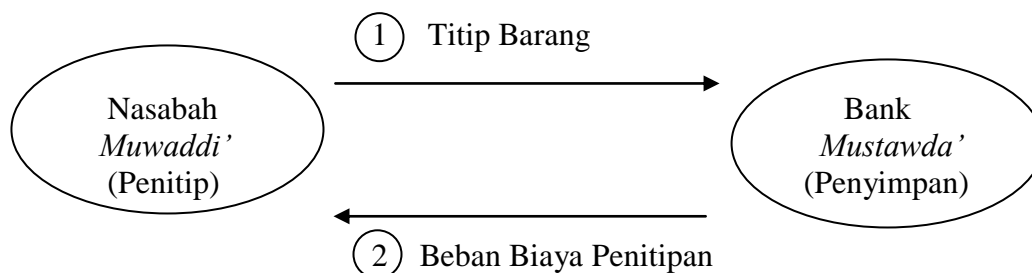 1 Titip Barang
Nasabah
Muwaddi’
(Penitip)
Bank
Mustawda’
(Penyimpan)
2 Beban Biaya Penitipan